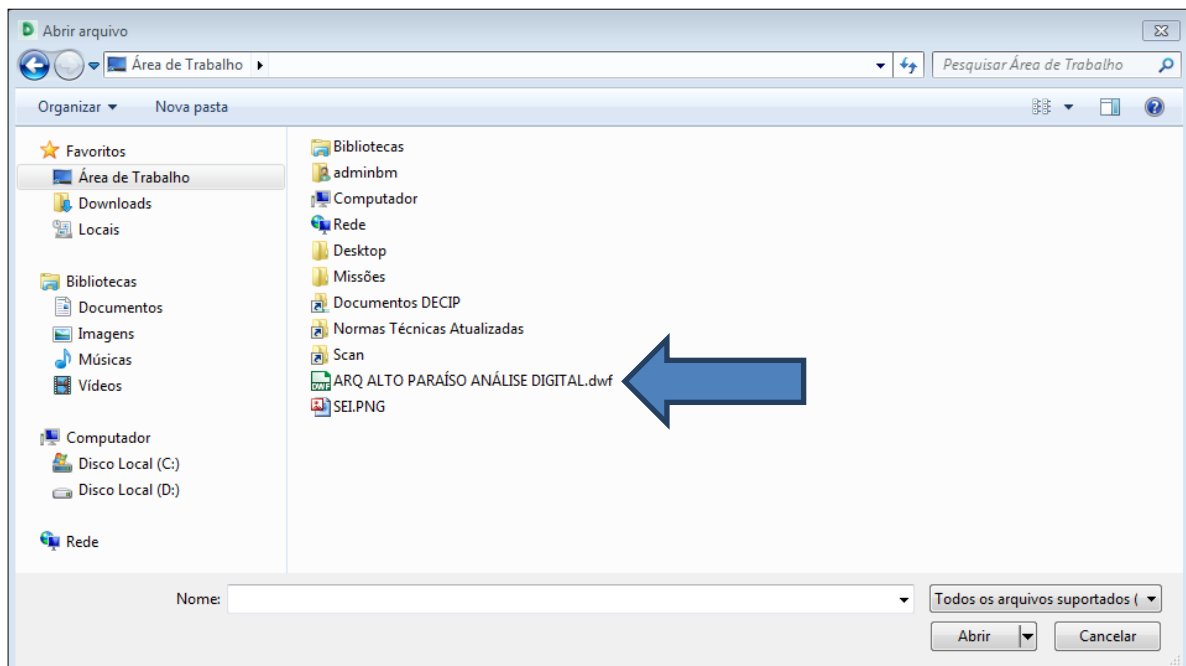 Abrir arquivo
Área de Trabalho
Pesquisar Área de Trabalho
Organizar
Nova pasta
Favoritos
Área de Trabalho
Downloads
Locais
Bibliotecas
Documentos
Imagens
Músicas
Vídeos
Computador
Disco Local (C:)
Disco Local (D:)
Rede
Bibliotecas
adminbm
Computador
Rede
Desktop
Missões
Documentos DECIP
Normas Técnicas Atualizadas
Scan
ARQ ALTO PARAÍSO ANÁLISE DIGITAL.dwf
SEI.PNG
Nome:
Todos os arquivos suportados (
Abrir
Cancelar